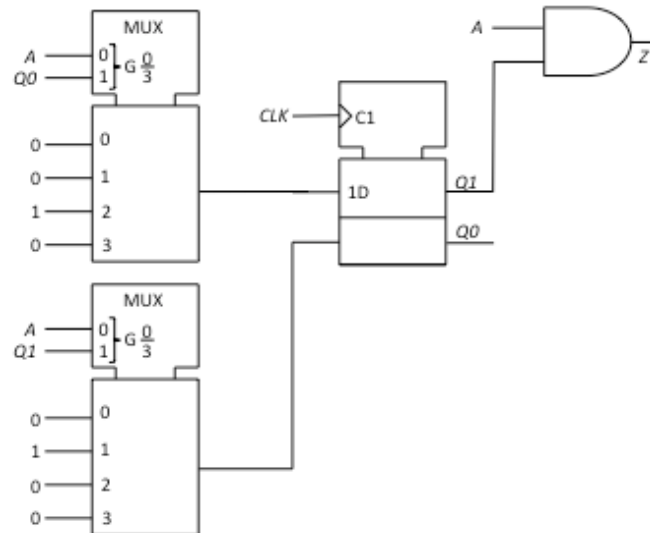 MUX
A 0
Q0 1
G 0/3
0 0
0 1
1 2
0 3
CLK C1
1D Q1
Q0
A
Z
MUX
A 0
Q1 1
G 0/3
0 0
1 1
0 2
0 3